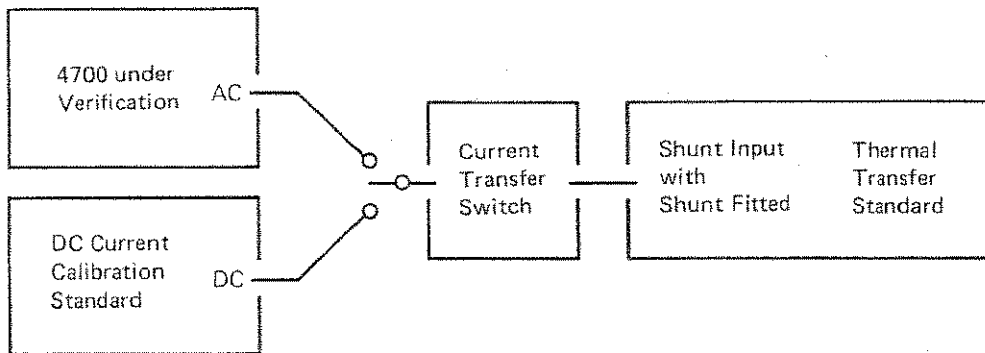 4700 under
Verification
AC
DC Current
Calibration
Standard
DC
Current
Transfer
Switch
Shunt Input
with
Shunt Fitted
Thermal
Transfer
Standard